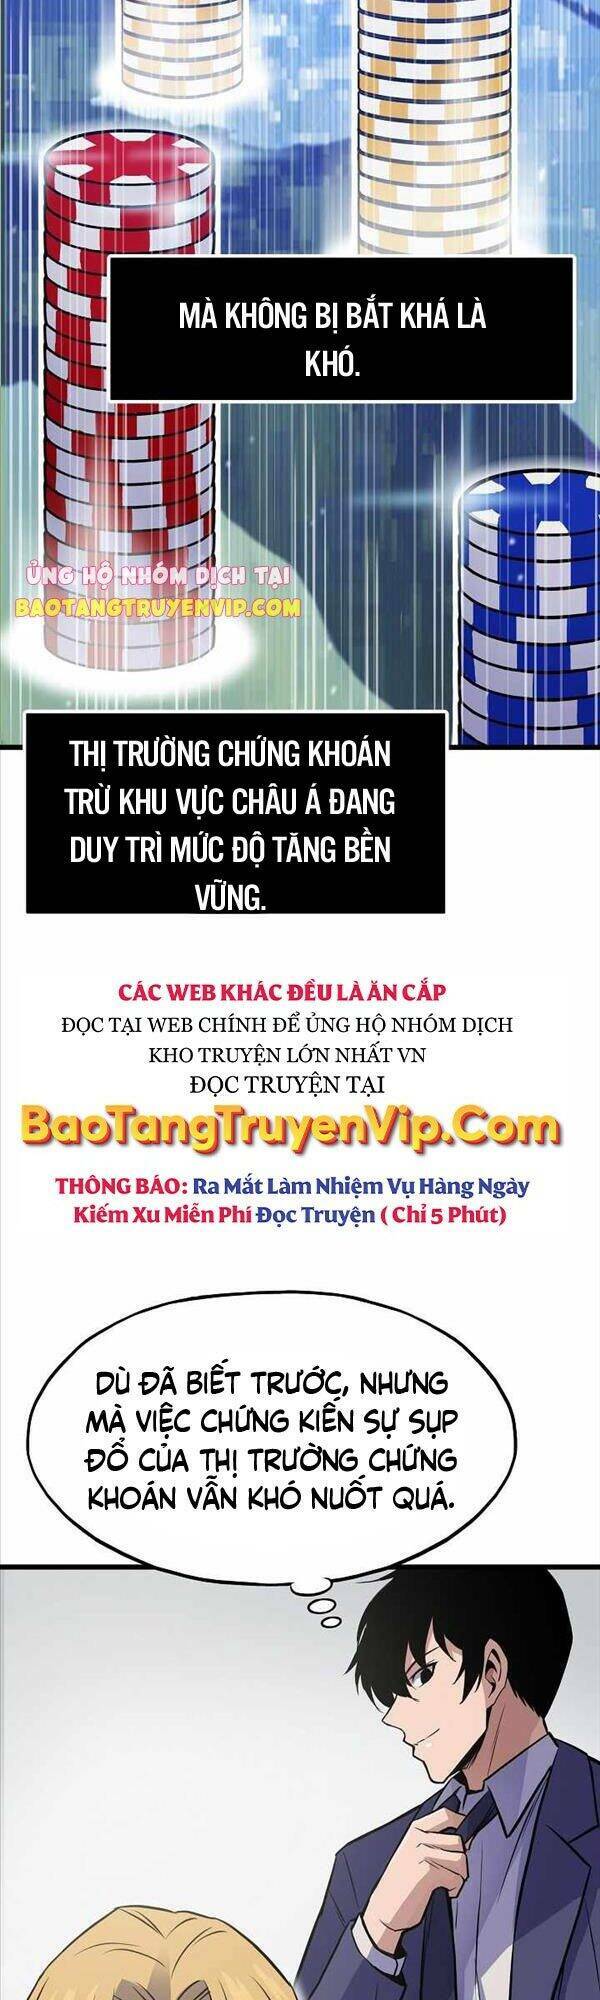 MÀ KHÔNG BỊ BẮT KHÁ LÀ
KHÓ.
ỦNG HỘ NHÓM DỊCH TẠI
BAOTANGTRUYENVIP.COM
THỊ TRƯỜNG CHỨNG KHOÁN
TRỪ KHU VỰC CHÂU Á ĐANG
DUY TRÌ MỨC ĐỘ TĂNG BỀN
VỮNG.
CÁC WEB KHÁC ĐỀU LÀ ĂN CẮP
ĐỌC TẠI WEB CHÍNH ĐỂ ỦNG HỘ NHÓM DỊCH
KHO TRUYỆN LỚN NHẤT VN
ĐỌC TRUYỆN TẠI
BaoTangTruyenVip.Com
THÔNG BÁO: Ra Mắt Làm Nhiệm Vụ Hàng Ngày
Kiếm Xu Miễn Phí Đọc Truyện ( Chỉ 5 Phút)
DÙ ĐÃ BIẾT TRƯỚC, NHƯNG
MÀ VIỆC CHỨNG KIẾN SỰ SỤP
ĐỔ CỦA THỊ TRƯỜNG CHỨNG
KHOÁN VẪN KHÓ NUỐT QUÁ.